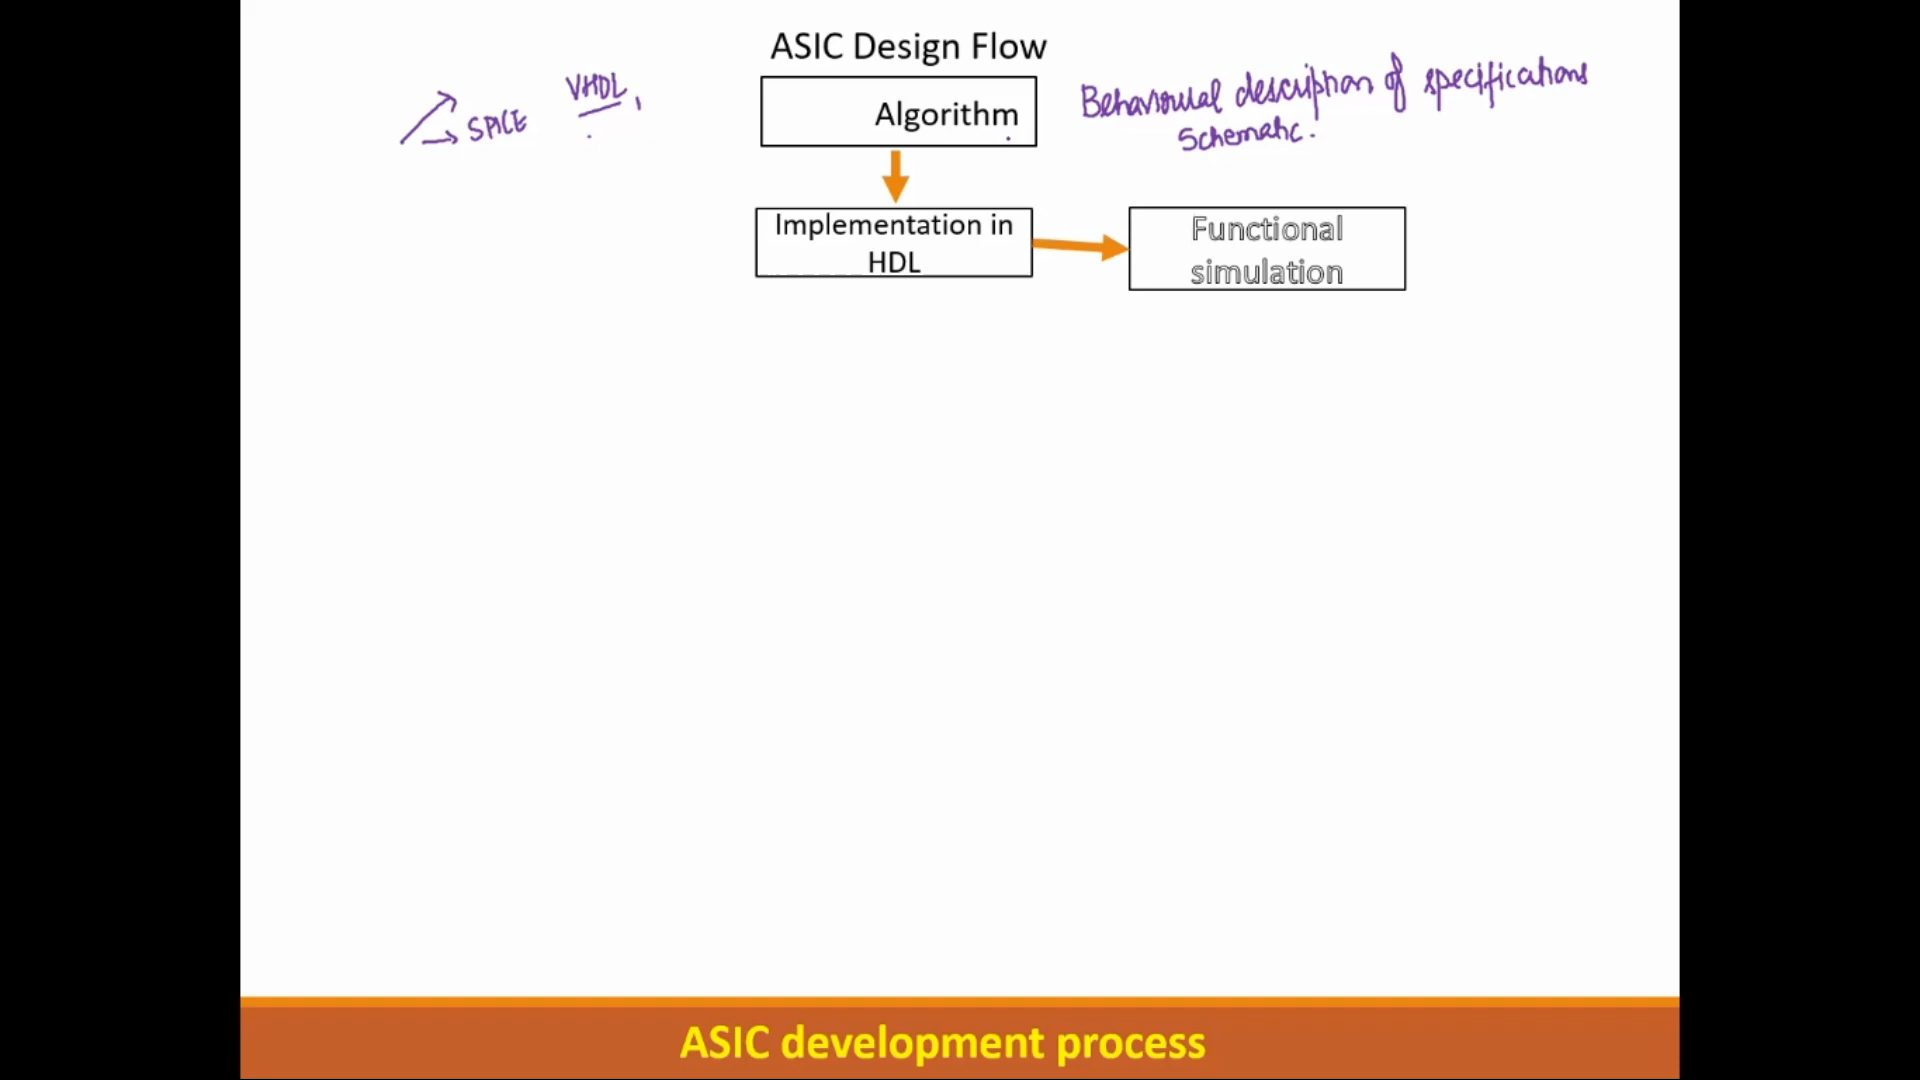 ASIC Design Flow
VHDL,
SPICE
Algorithm
Behavioural description of specifications
Schematic.
Implementation in
HDL
Functional
simulation
ASIC development process